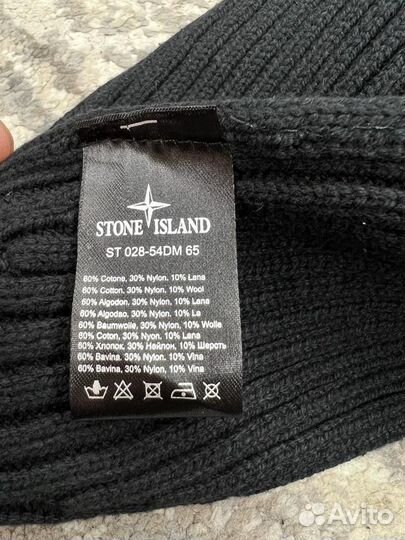 STONE ISLAND
ST 028-54DM 65
60% Cotone, 30% Nylon. 10% Lana
60% Cotton, 30% Nylon. 10% Wool
60% Algodon. 30% Nylon. 10% Lana
60% Algodao, 30% Nylon. 10% La
60% Baumwolle, 30% Nylon. 10% Wolle
60% Coton, 30% Nyon. 10% Lana
60% Хлопок. 30% Нейлон, 10% Шерсть
60% Bavina. 30% Nylon. 10% Vina
60% Bavina, 30% Nylon. 10% Vina
Avito